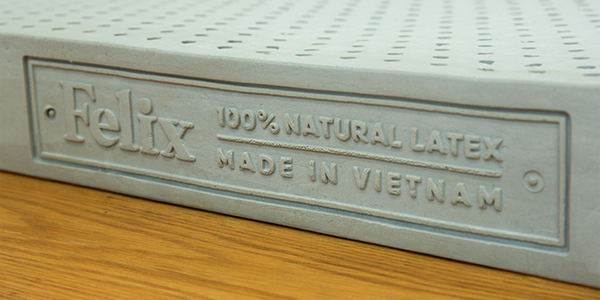 Felix
100% NATURAL LATEX
MADE IN VIETNAM